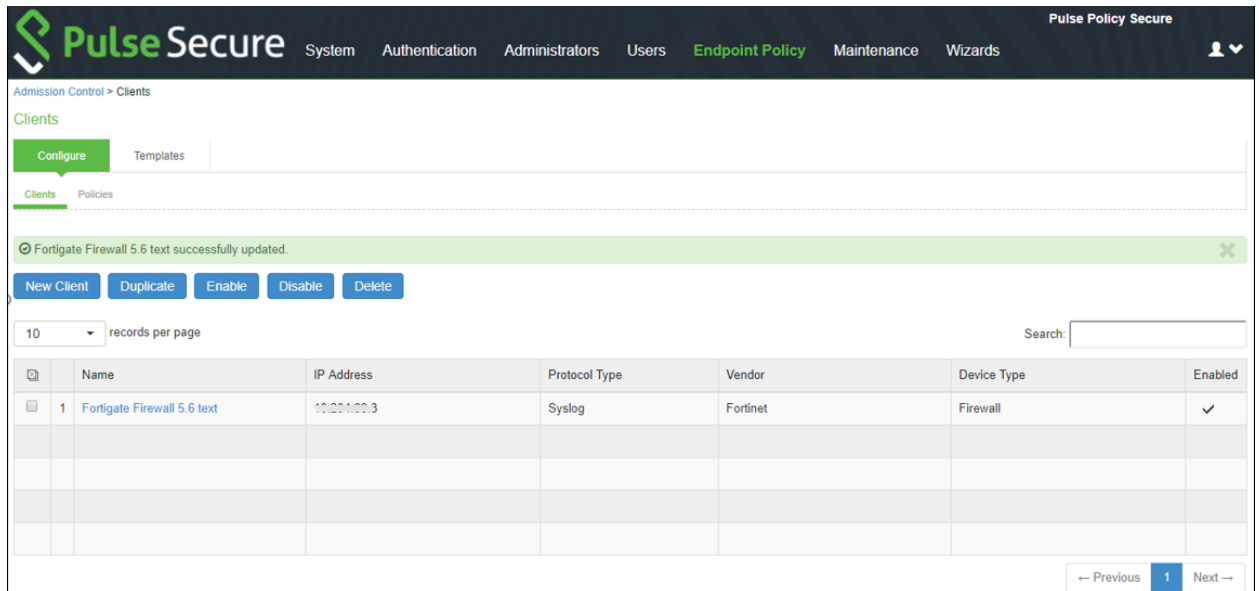 Pulse Policy Secure
Pulse Secure System Authentication Administrators Users Endpoint Policy Maintenance Wizards
Admission Control > Clients
Clients
Configure Templates
Clients Policies
Fortigate Firewall 5.6 text successfully updated.
New Client Duplicate Enable Disable Delete
10 records per page Search:
Name IP Address Protocol Type Vendor Device Type Enabled
1 Fortigate Firewall 5.6 text Syslog Fortinet Firewall
← Previous 1 Next →